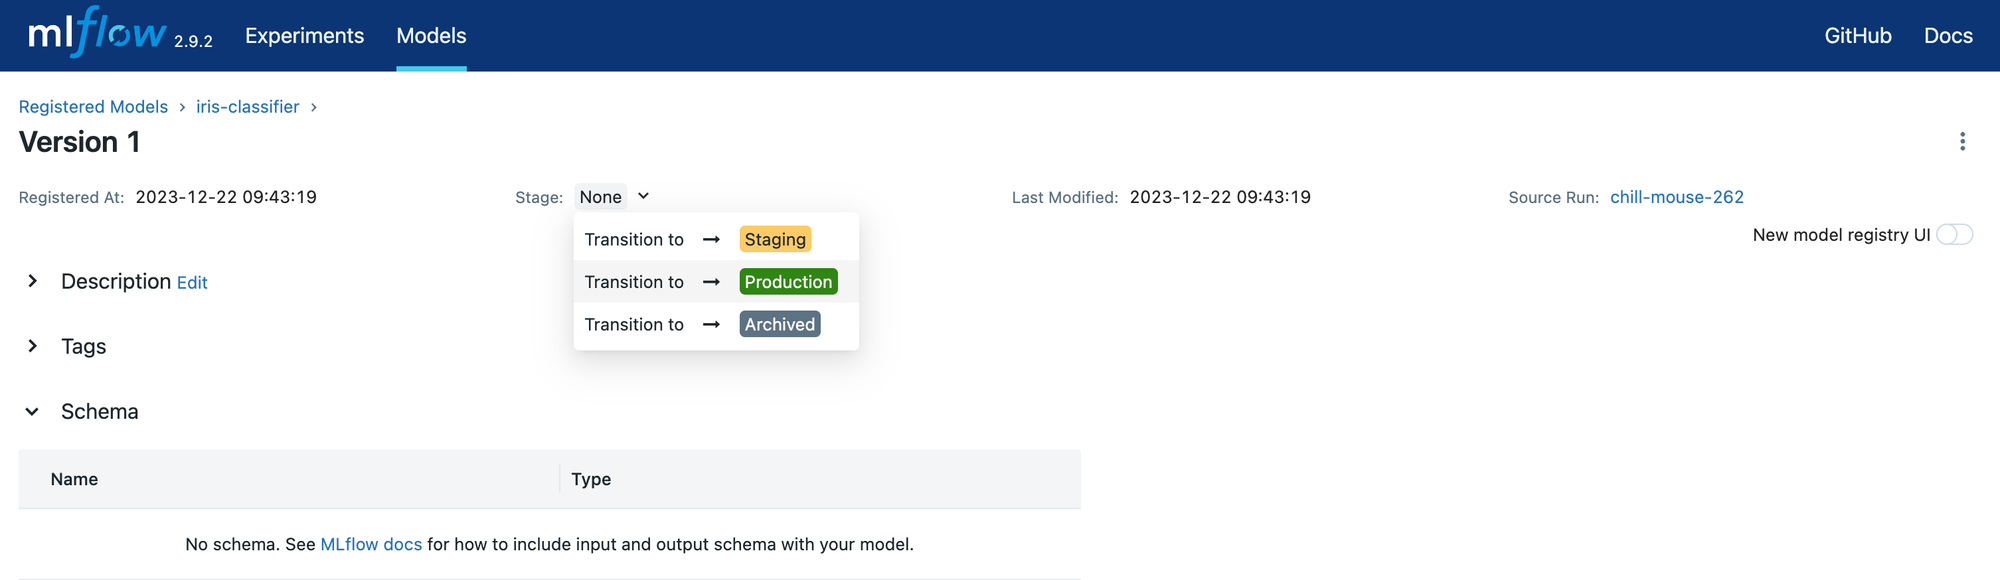 mlflow 2.9.2 Experiments Models GitHub Docs
Registered Models > iris-classifier >
Version 1
Registered At: 2023-12-22 09:43:19 Stage: None Last Modified: 2023-12-22 09:43:19 Source Run: chill-mouse-262
Transition to → Staging
New model registry UI
Transition to → Production
Transition to → Archived
Description Edit
Tags
Schema
Name Type
No schema. See MLflow docs for how to include input and output schema with your model.